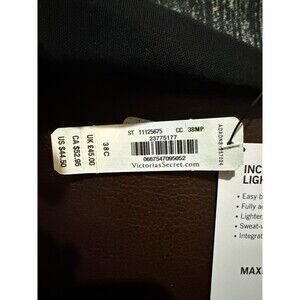 ST 11125675 CC 38MP
23775177
0667547095052
VictoriasSecret.com
38C
UK £45.00
CA $52.95
US $44.50
INC
LIGH
• Easy b
• Fully a
• Lighter,
• Sweat-w
• Integrat
MAXI